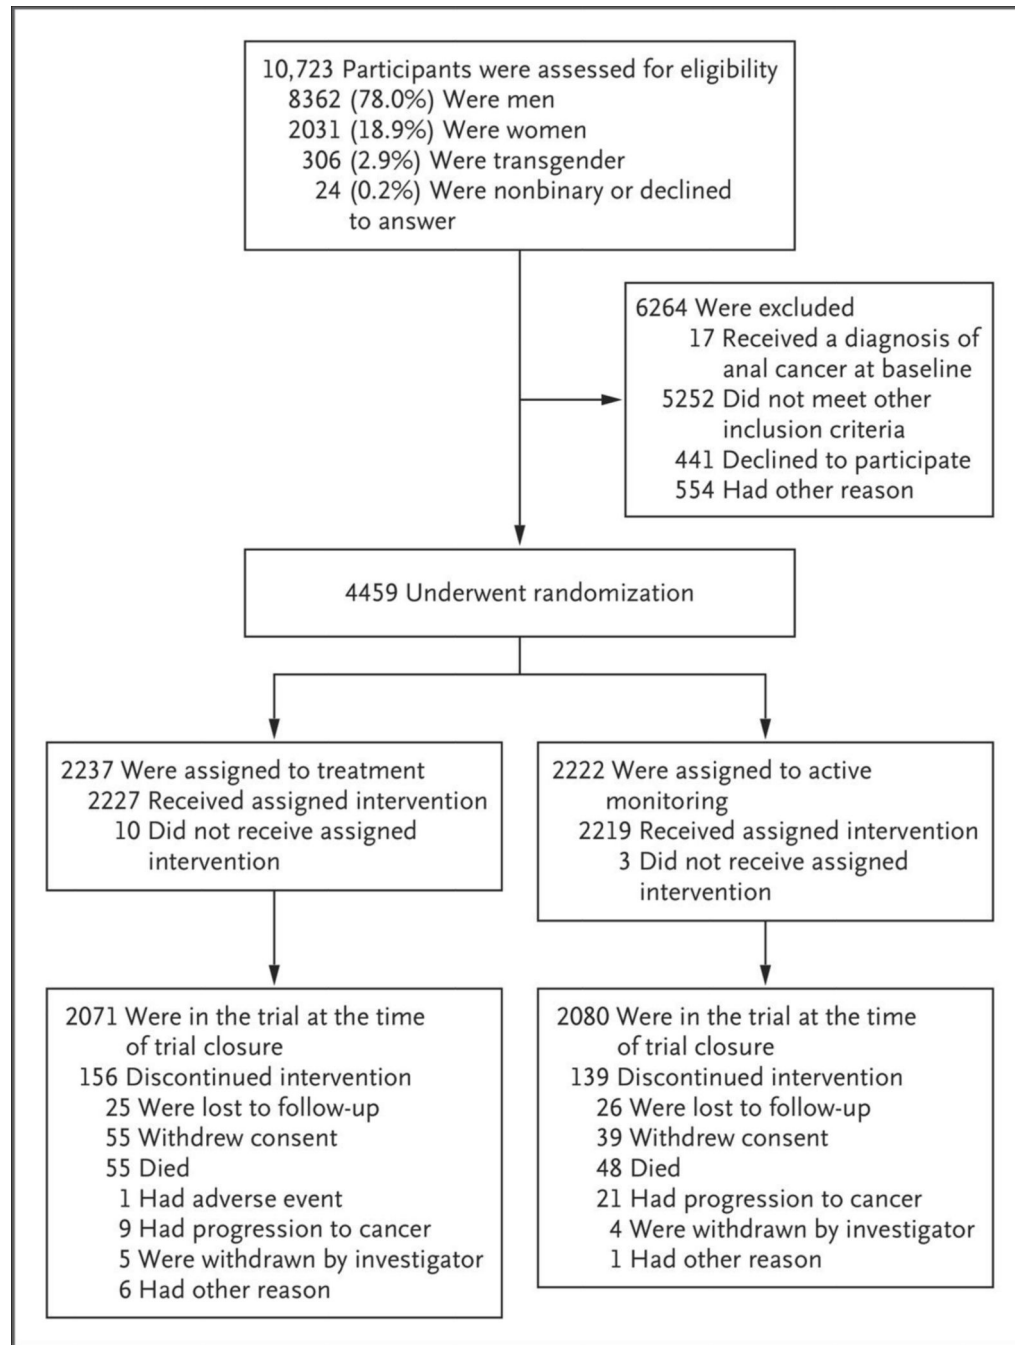 10,723 Participants were assessed for eligibility
8362 (78.0%) Were men
2031 (18.9%) Were women
306 (2.9%) Were transgender
24 (0.2%) Were nonbinary or declined
to answer
6264 Were excluded
17 Received a diagnosis of
anal cancer at baseline
5252 Did not meet other
inclusion criteria
441 Declined to participate
554 Had other reason
4459 Underwent randomization
2237 Were assigned to treatment
2227 Received assigned intervention
10 Did not receive assigned
intervention
2222 Were assigned to active
monitoring
2219 Received assigned intervention
3 Did not receive assigned
intervention
2071 Were in the trial at the time
of trial closure
156 Discontinued intervention
25 Were lost to follow-up
55 Withdrew consent
55 Died
1 Had adverse event
9 Had progression to cancer
5 Were withdrawn by investigator
6 Had other reason
2080 Were in the trial at the time
of trial closure
139 Discontinued intervention
26 Were lost to follow-up
39 Withdrew consent
48 Died
21 Had progression to cancer
4 Were withdrawn by investigator
1 Had other reason